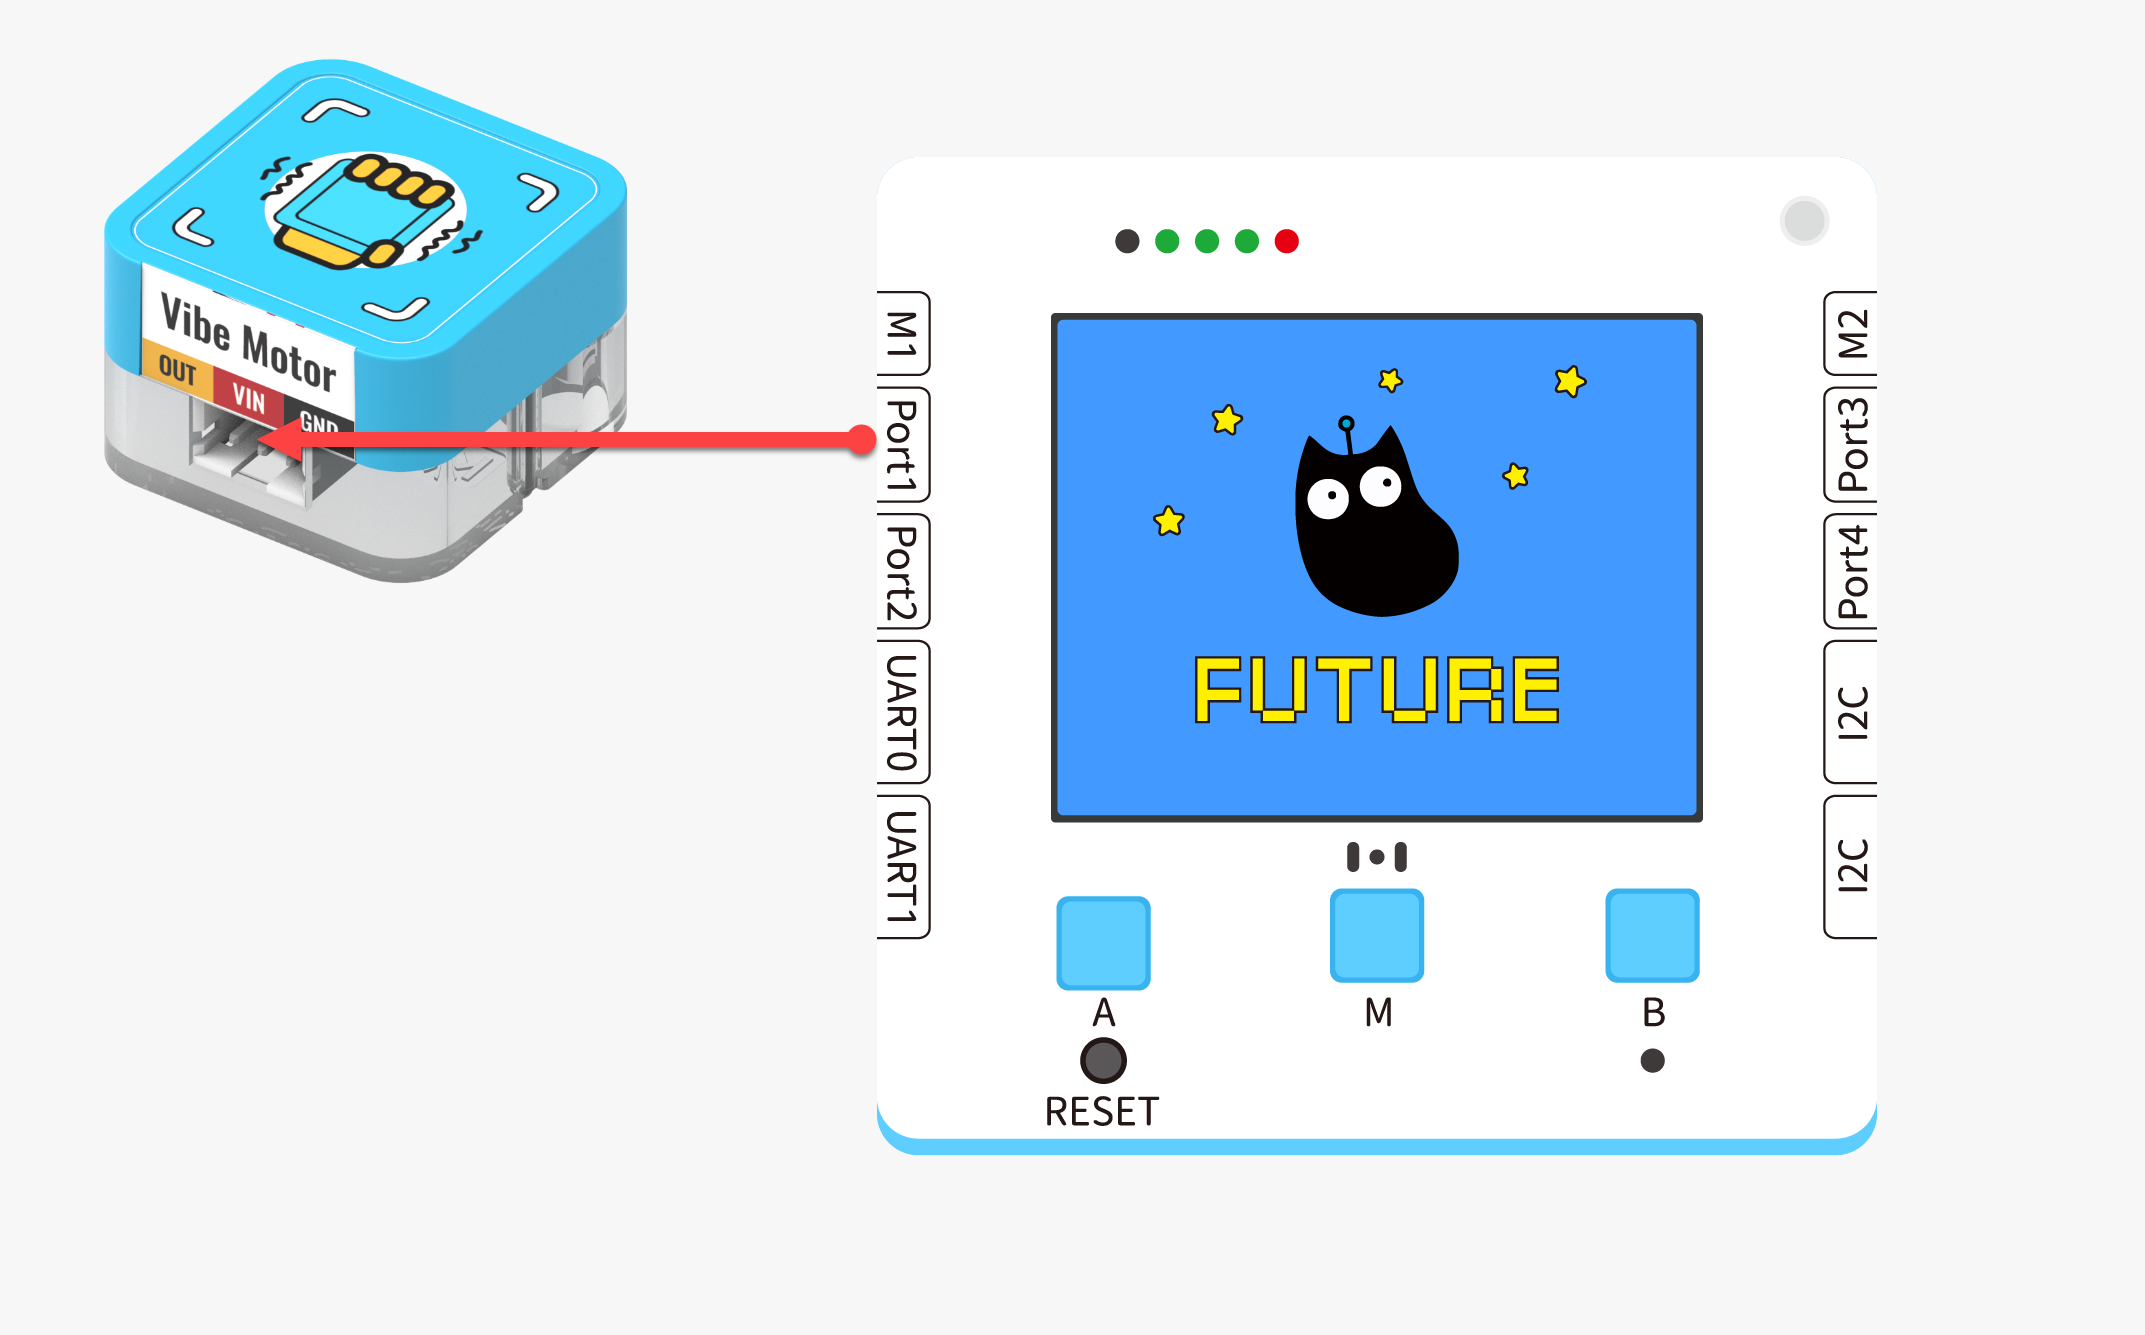 Vibe Motor
OUT VIN GND
M1
Port1
Port2
UART0
UART1
FUTURE
M2
Port3
Port4
I2C
I2C
A
M
B
RESET